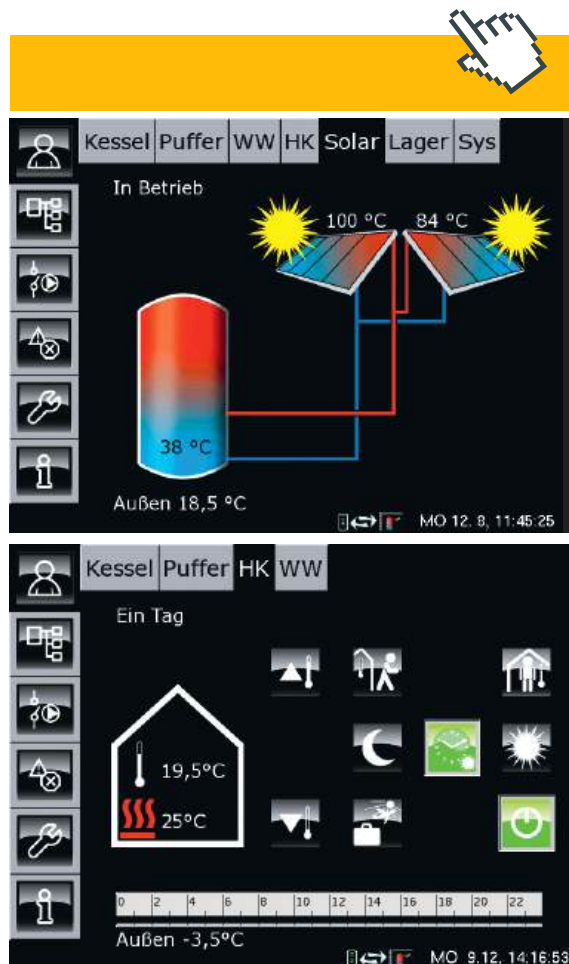 Kessel Puffer WW HK Solar Lager Sys
In Betrieb
100 °C 84 °C
38 °C
Außen 18,5 °C
MO 12. 8, 11:45:25
Kessel Puffer HK WW
Ein Tag
19,5°C
25°C
0 2 4 6 8 10 12 14 16 18 20 22
Außen -3,5°C
MO 9.12. 14:16:53